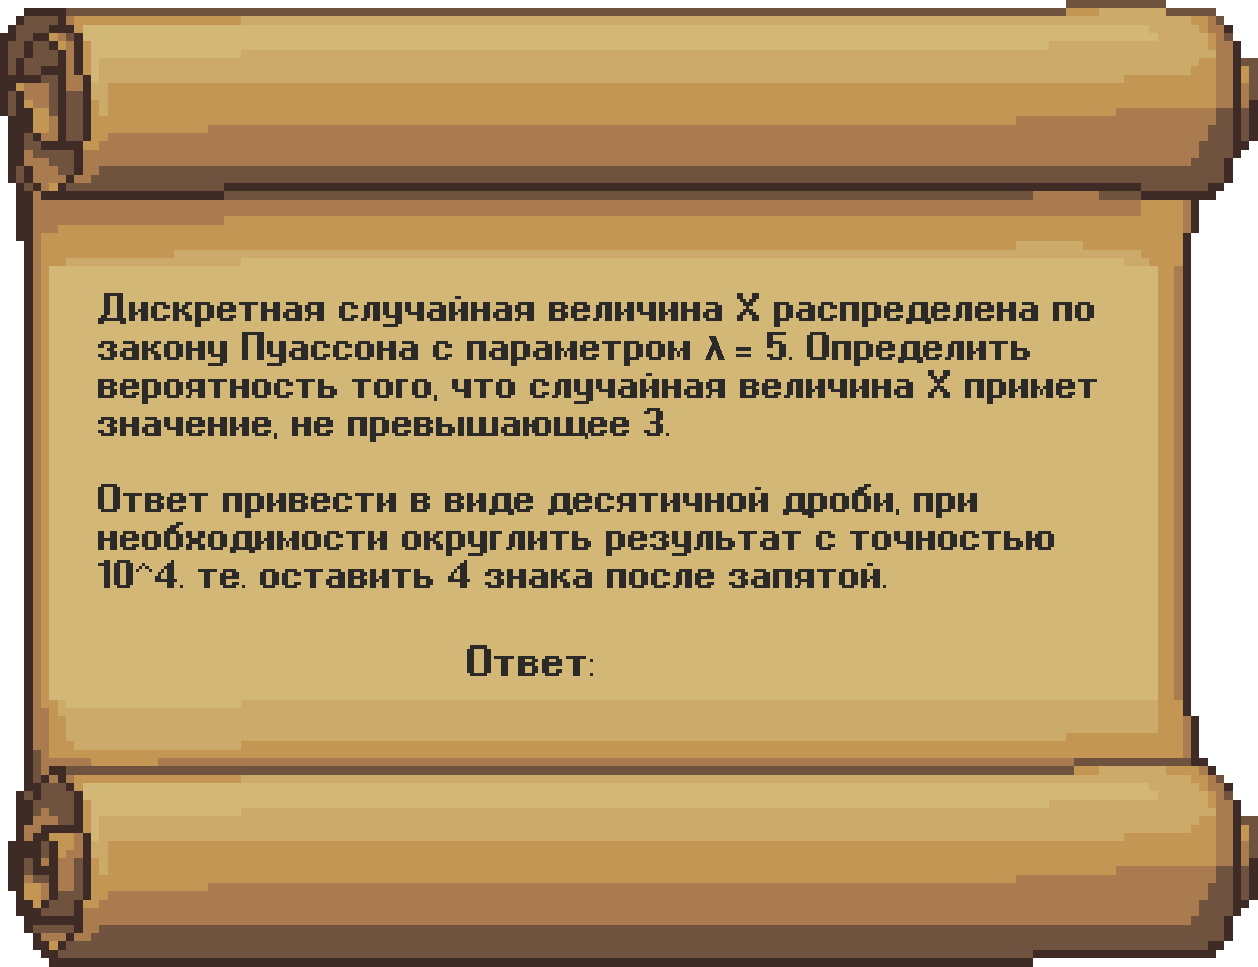 Дискретная случайная величина X распределена по
закону Пуассона с параметром λ = 5. Определить
вероятность того, что случайная величина X примет
значение, не превышающее 3.
Ответ привести в виде десятичной дроби, при
необходимости округлить результат с точностью
10^4. те. оставить 4 знака после запятой.
Ответ: